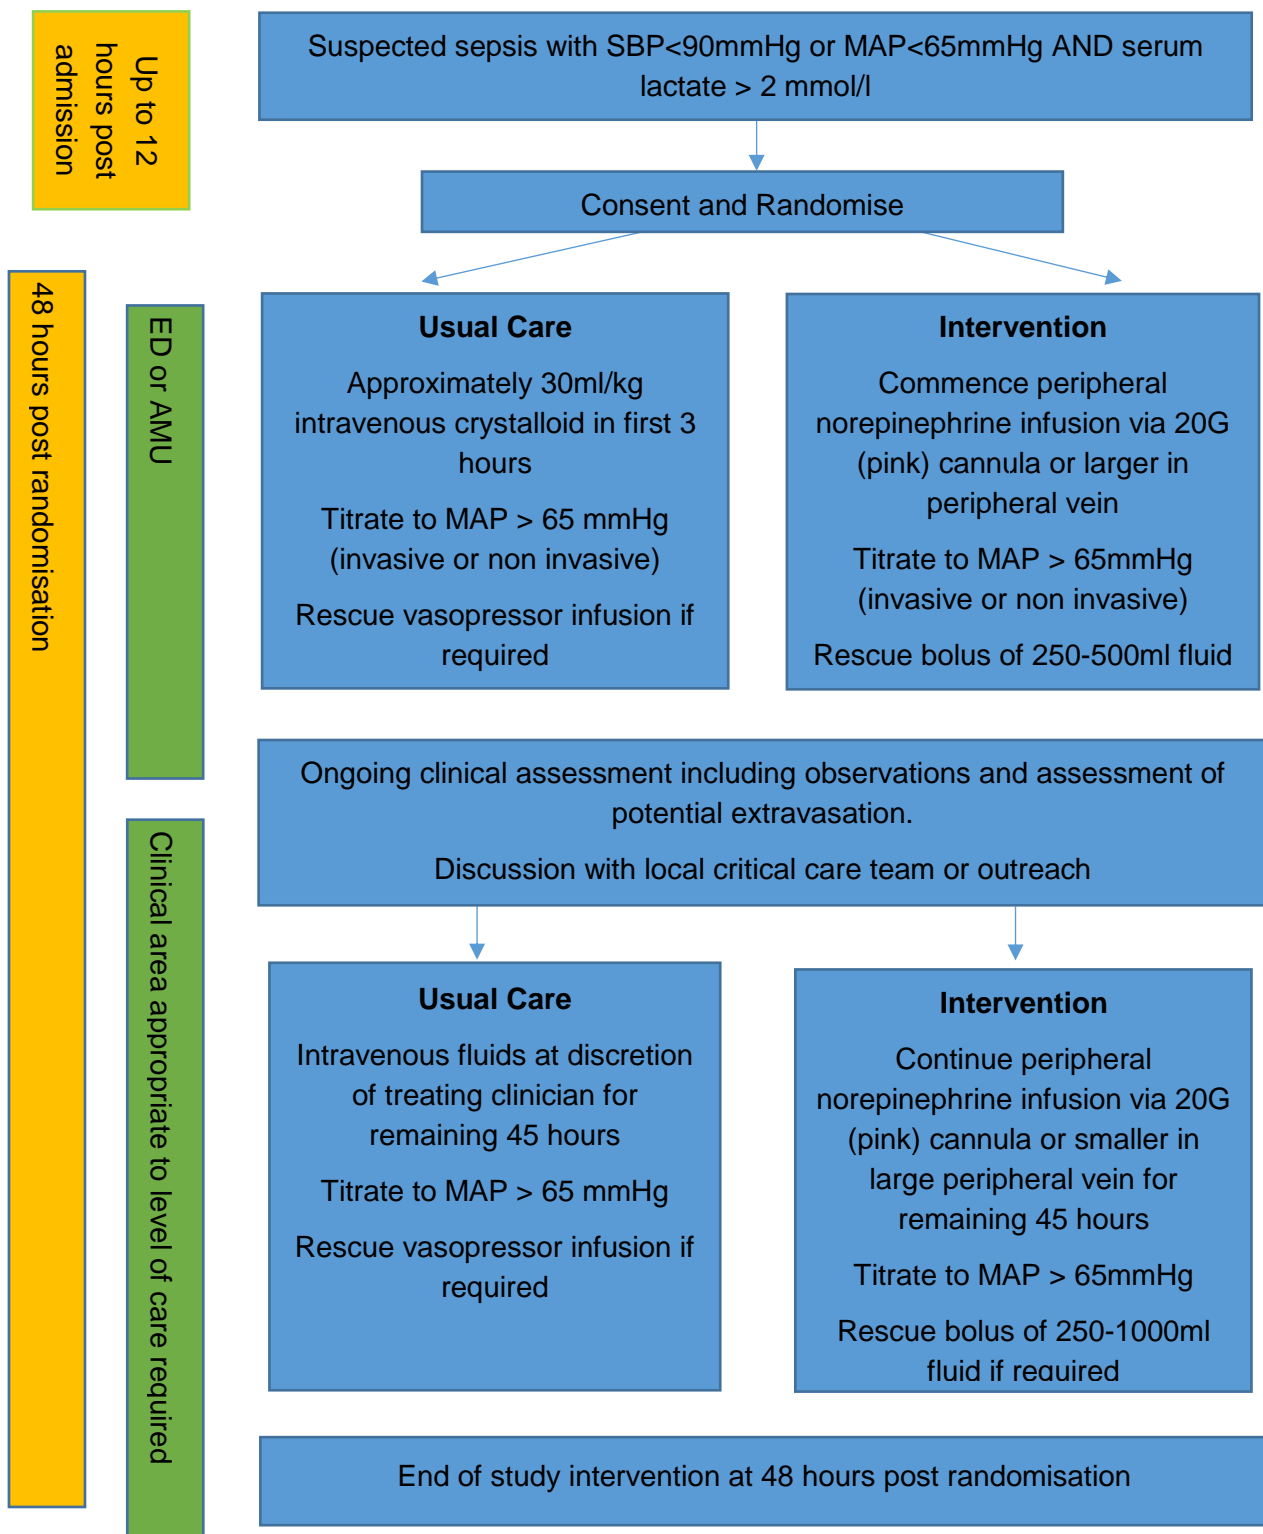 Up to 12
hours post
admission
Suspected sepsis with SBP<90mmHg or MAP<65mmHg AND serum
lactate > 2 mmol/l
Consent and Randomise
48 hours post randomisation
ED or AMU
Usual Care
Approximately 30ml/kg
intravenous crystalloid in first 3
hours
Titrate to MAP > 65 mmHg
(invasive or non invasive)
Rescue vasopressor infusion if
required
Intervention
Commence peripheral
norepinephrine infusion via 20G
(pink) cannula or larger in
peripheral vein
Titrate to MAP > 65mmHg
(invasive or non invasive)
Rescue bolus of 250-500ml fluid
Ongoing clinical assessment including observations and assessment of
potential extravasation.
Discussion with local critical care team or outreach
Clinical area appropriate to level of care required
Usual Care
Intravenous fluids at discretion
of treating clinician for
remaining 45 hours
Titrate to MAP > 65 mmHg
Rescue vasopressor infusion if
required
Intervention
Continue peripheral
norepinephrine infusion via 20G
(pink) cannula or smaller in
large peripheral vein for
remaining 45 hours
Titrate to MAP > 65mmHg
Rescue bolus of 250-1000ml
fluid if required
End of study intervention at 48 hours post randomisation